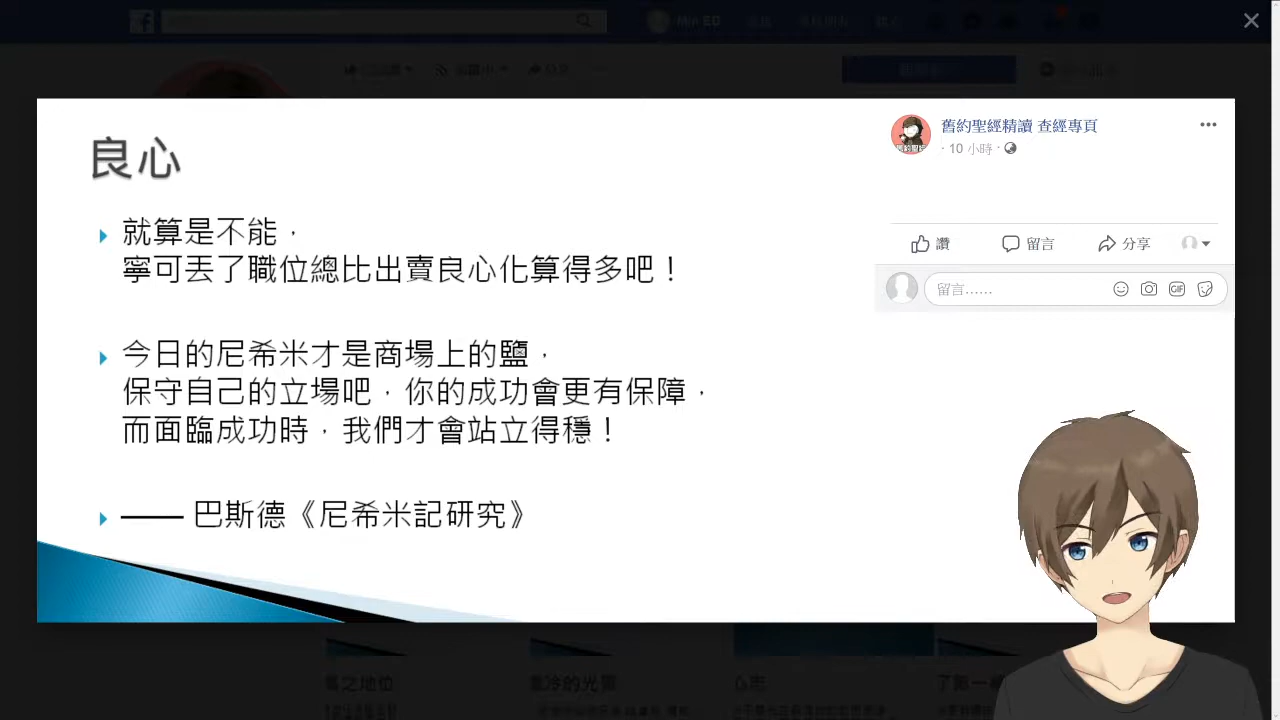 良心
就算是不能，
寧可丟了職位總比出賣良心化算得多吧！
今日的尼希米才是商場上的鹽，
保守自己的立場吧，你的成功會更有保障，
而面臨成功時，我們才會站立得穩！
—— 巴斯德《尼希米記研究》
舊約聖經精讀 查經專頁
· 10 小時 ·
讚 留言 分享
留言......
GIF